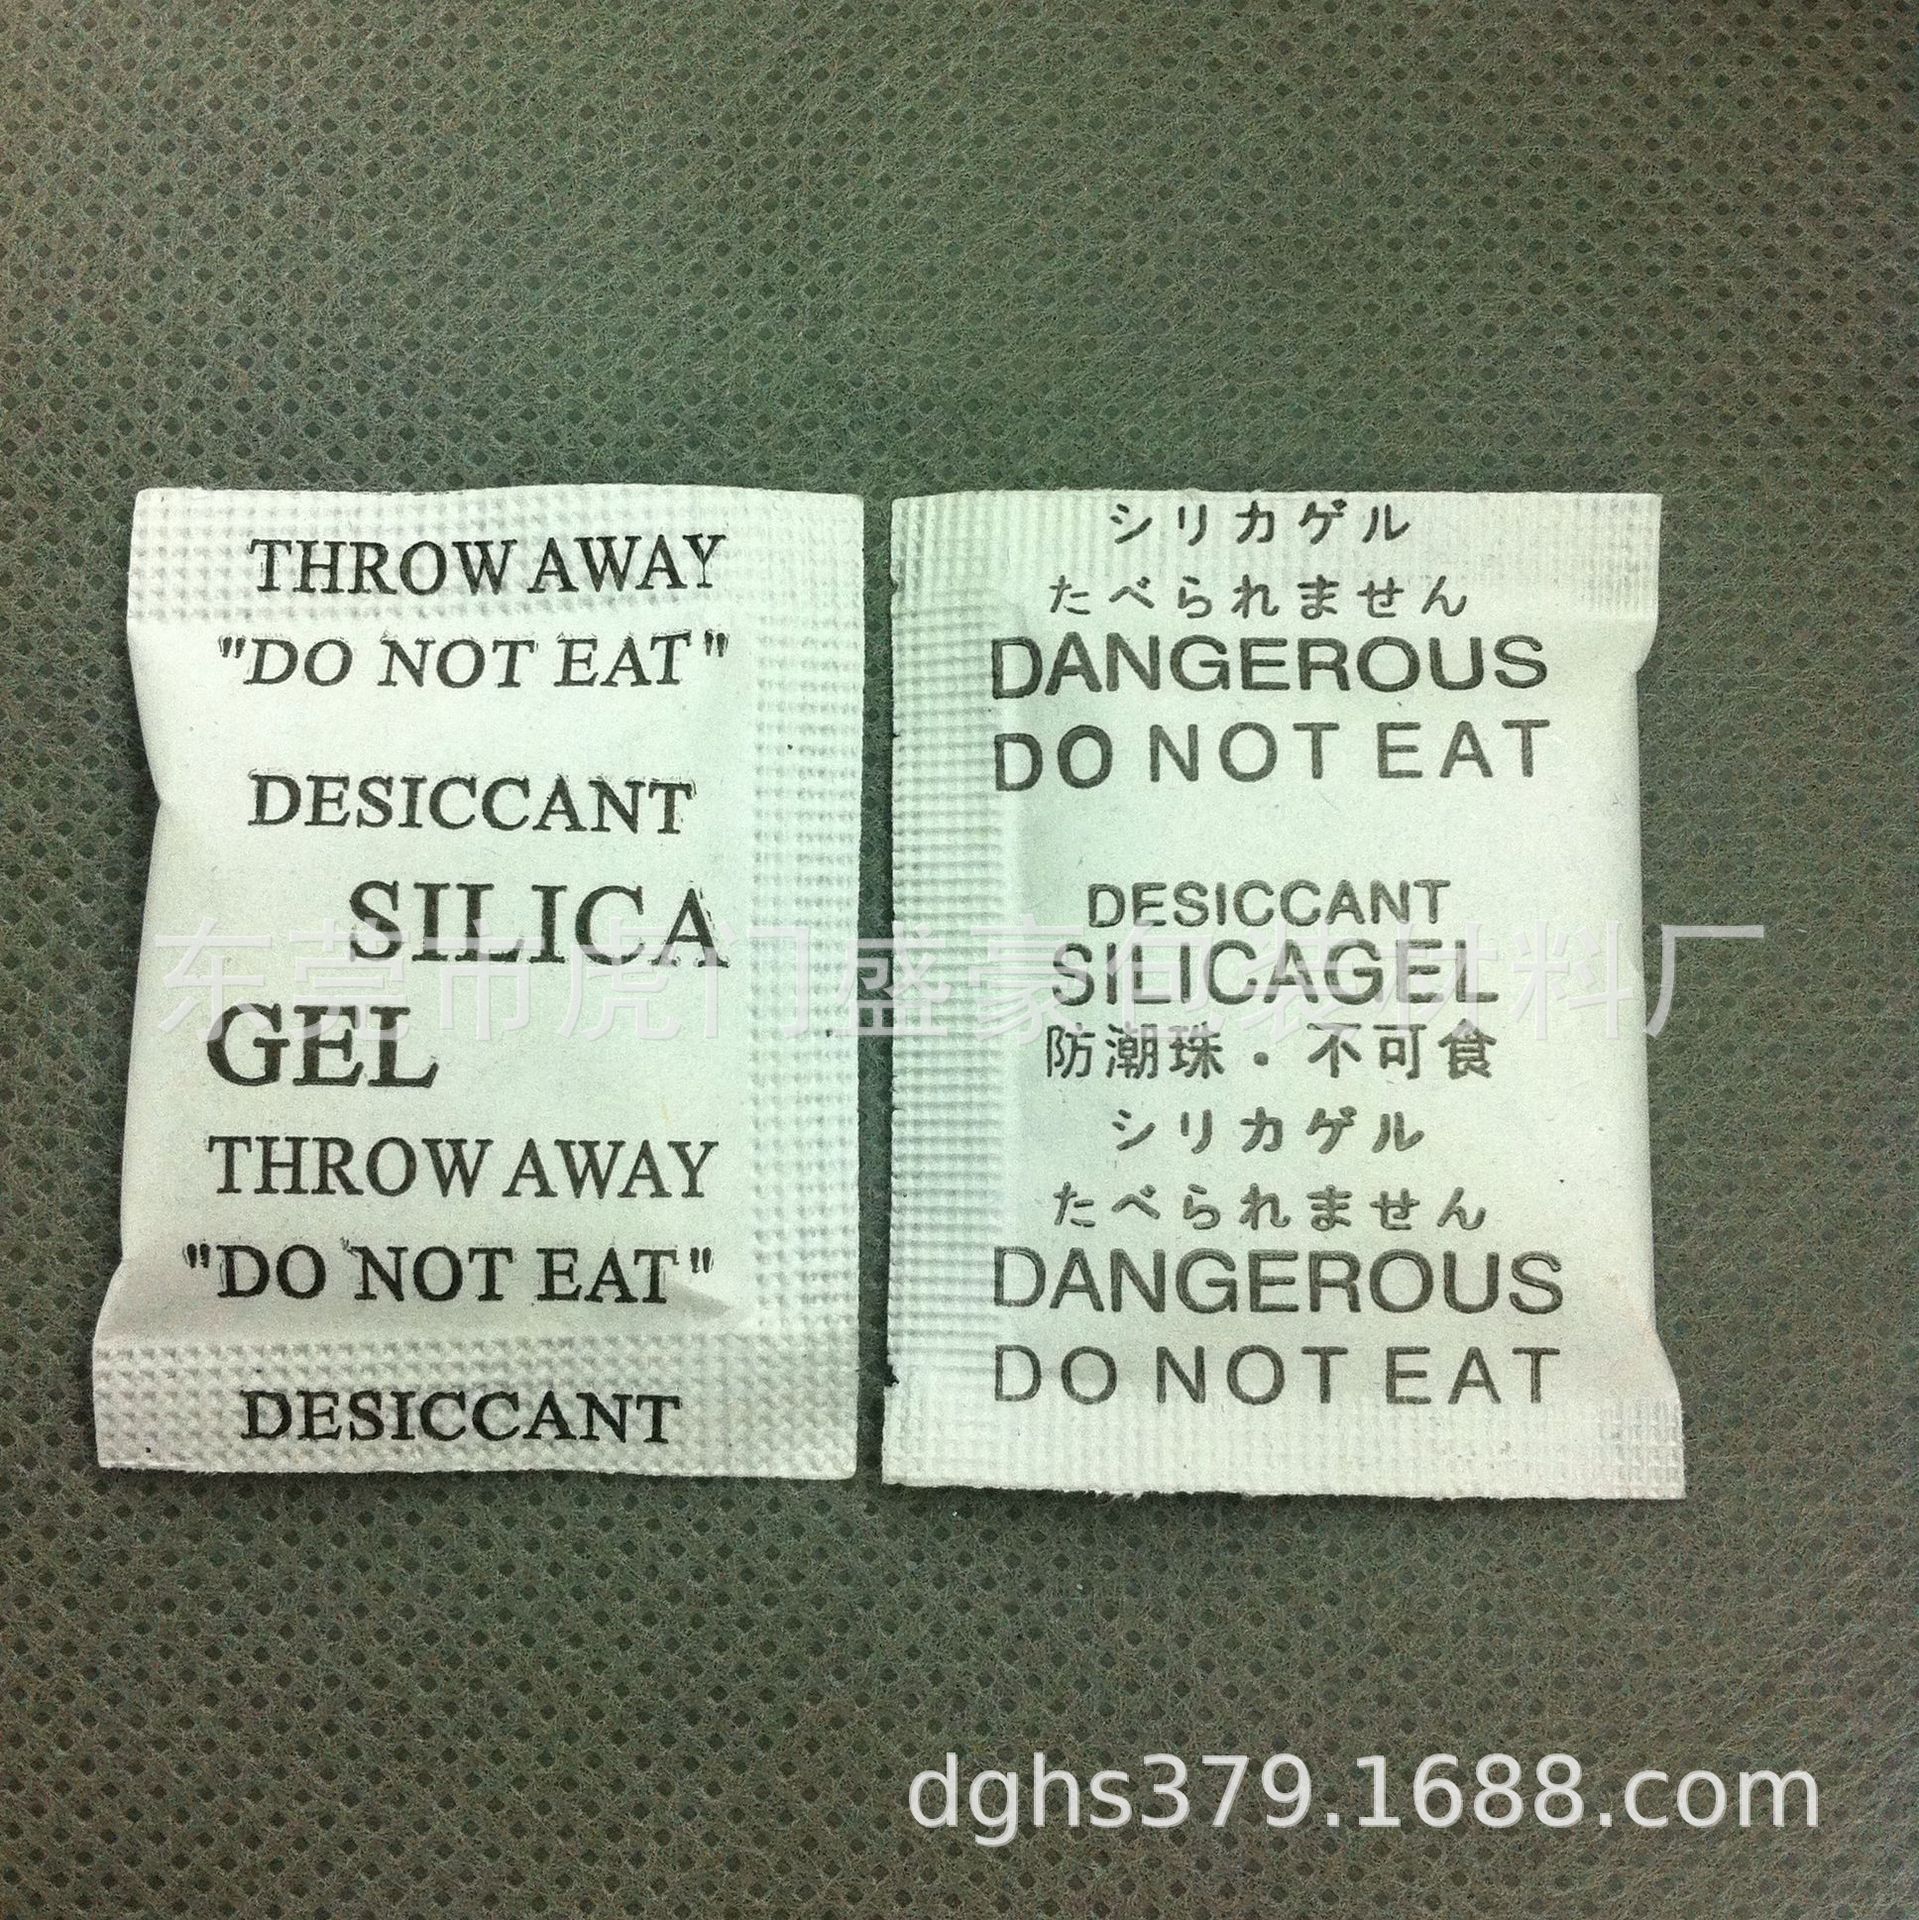 THROW AWAY
"DO NOT EAT"
DESICCANT
SILICA
GEL
THROW AWAY
"DO NOT EAT"
DESICCANT
シリカゲル
たべられません
DANGEROUS
DO NOT EAT
DESICCANT
SILICAGEL
防潮珠・不可食
シリカゲル
たべられません
DANGEROUS
DO NOT EAT
东莞市虎门盛豪包装材料厂
dghs379.1688.com